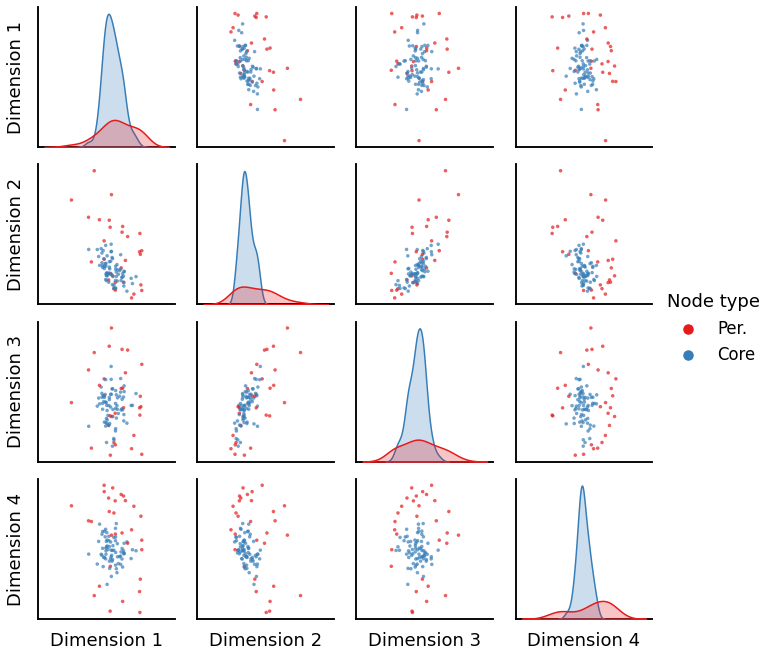 Dimension 1
Dimension 2
Node type
Per.
Core
Dimension 3
Dimension 4
Dimension 1
Dimension 2
Dimension 3
Dimension 4